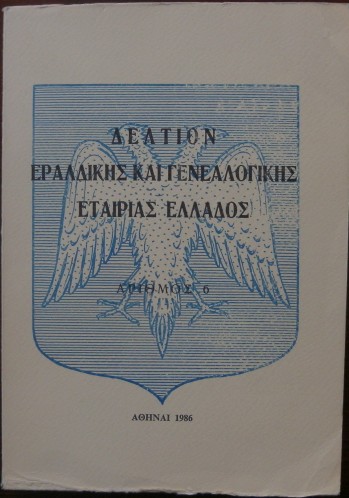 ΔΕΛΤΙΟΝ
ΕΡΑΛΔΙΚΗΣ ΚΑΙ ΓΕΝΕΑΛΟΓΙΚΗΣ
ΕΤΑΙΡΙΑΣ ΕΛΛΑΔΟΣ
ΑΡΙΘΜΟΣ 6
ΑΘΗΝΑΙ 1986